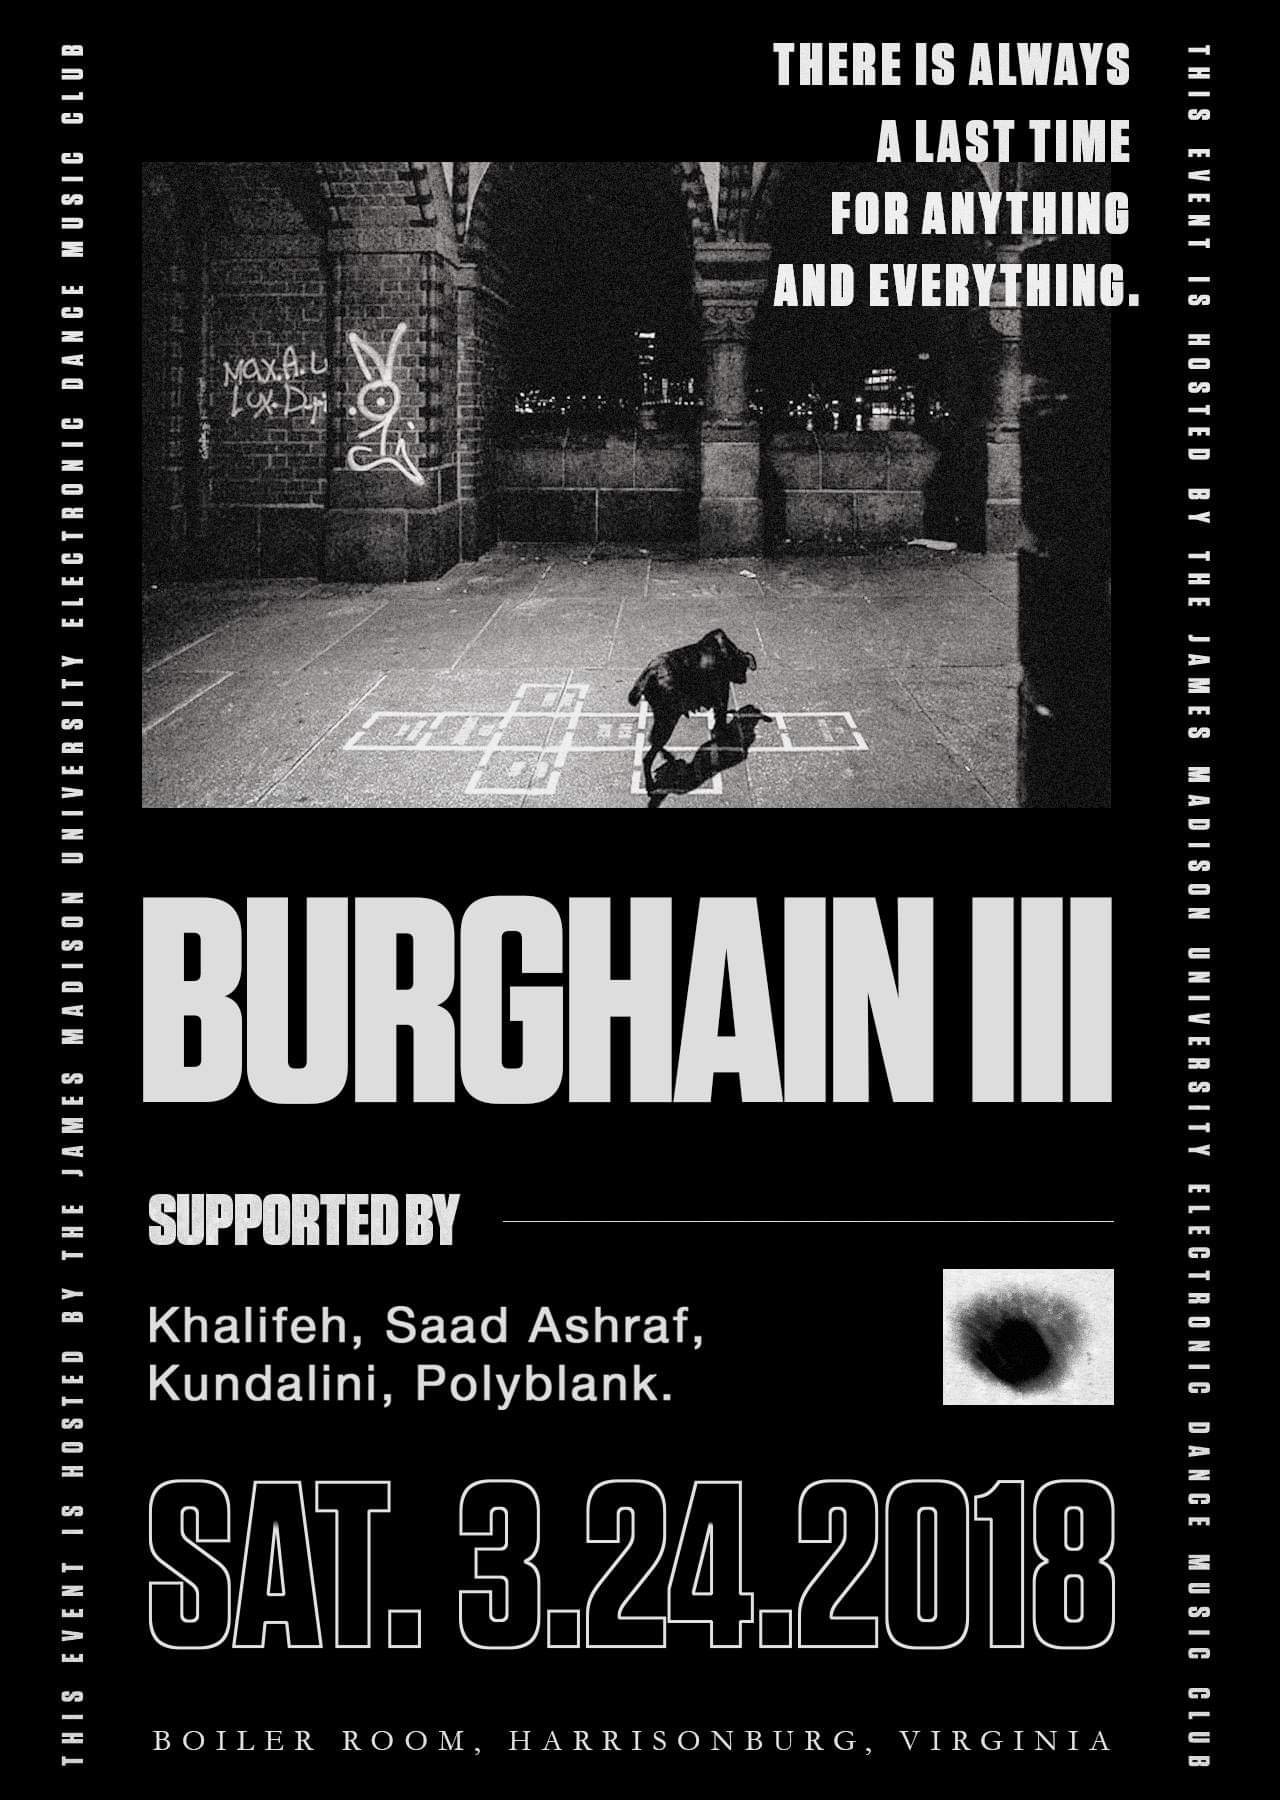 THIS EVENT IS HOSTED BY THE JAMES MADISON UNIVERSITY ELECTRONIC DANCE MUSIC CLUB
THERE IS ALWAYS
A LAST TIME
FOR ANYTHING
AND EVERYTHING.
MAX.A.U
BURGHAIN III
SUPPORTED BY
Khalifeh, Saad Ashraf,
Kundalini, Polyblank.
SAT. 3.24.2018
BOILER ROOM, HARRISONBURG, VIRGINIA
THIS EVENT IS HOSTED BY THE JAMES MADISON UNIVERSITY ELECTRONIC DANCE MUSIC CLUB